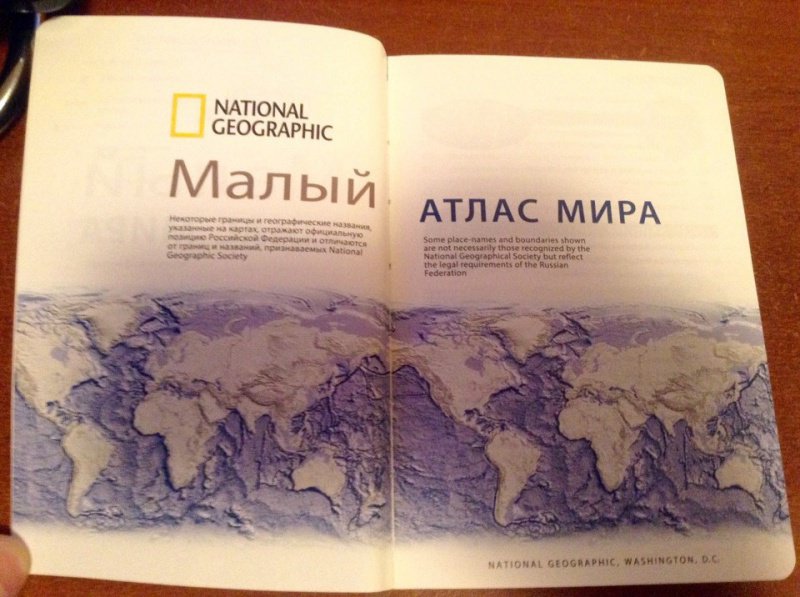 NATIONAL
GEOGRAPHIC
Малый
Некоторые границы и географические названия,
указанные на картах, отражают официальную
позицию Российской Федерации и отличаются
от границ и названий, признаваемых National
Geographic Society
АТЛАС МИРА
Some place-names and boundaries shown
are not necessarily those recognized by the
National Geographical Society but reflect
the legal requirements of the Russian
Federation
NATIONAL GEOGRAPHIC, WASHINGTON, D.C.